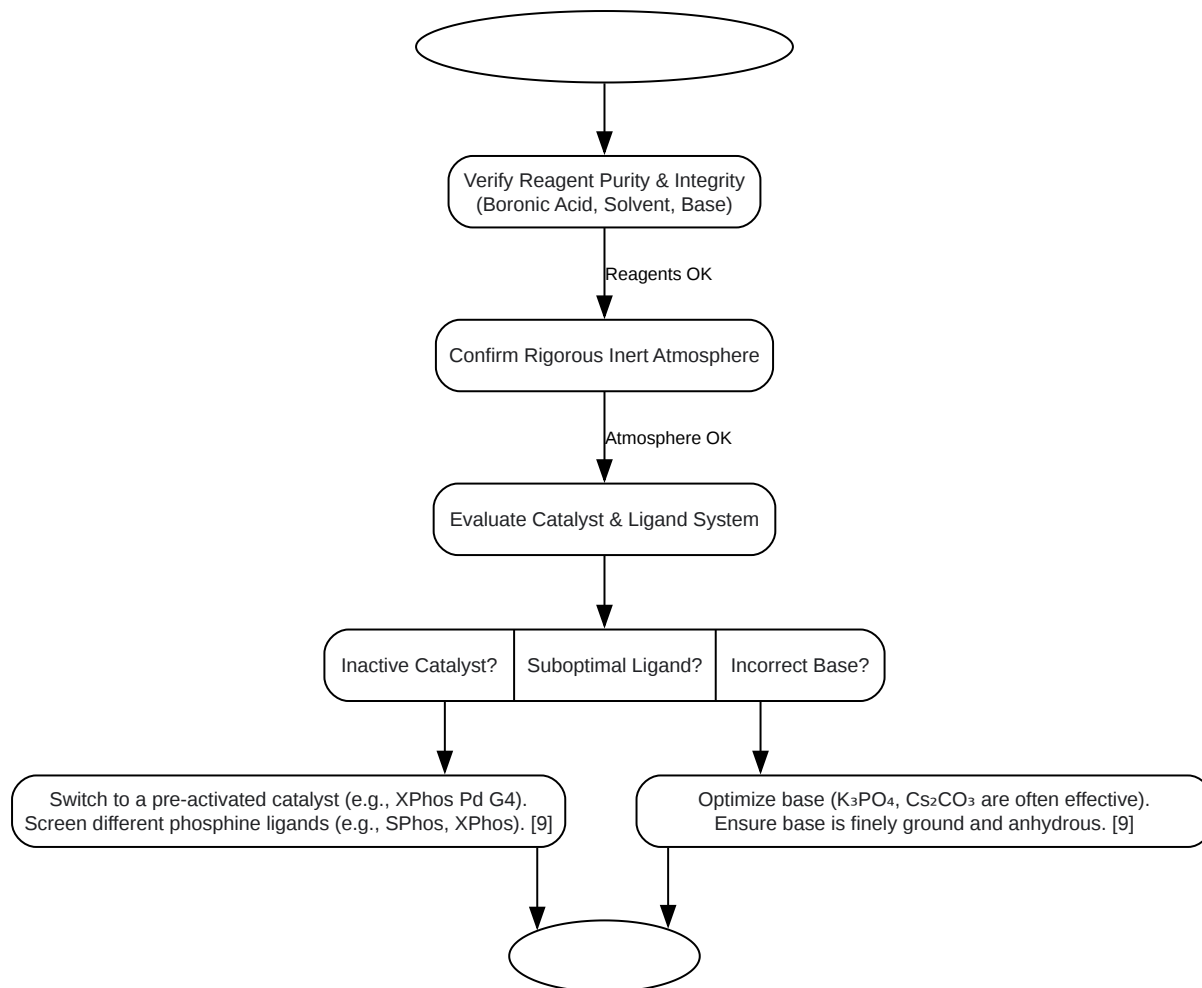 Verify Reagent Purity & Integrity
(Boronic Acid, Solvent, Base)
Reagents OK
Confirm Rigorous Inert Atmosphere
Atmosphere OK
Evaluate Catalyst & Ligand System
Inactive Catalyst?
Suboptimal Ligand?
Incorrect Base?
Switch to a pre-activated catalyst (e.g., XPhos Pd G4).
Screen different phosphine ligands (e.g., SPhos, XPhos). [9]
Optimize base (K₃PO₄, Cs₂CO₃ are often effective).
Ensure base is finely ground and anhydrous. [9]